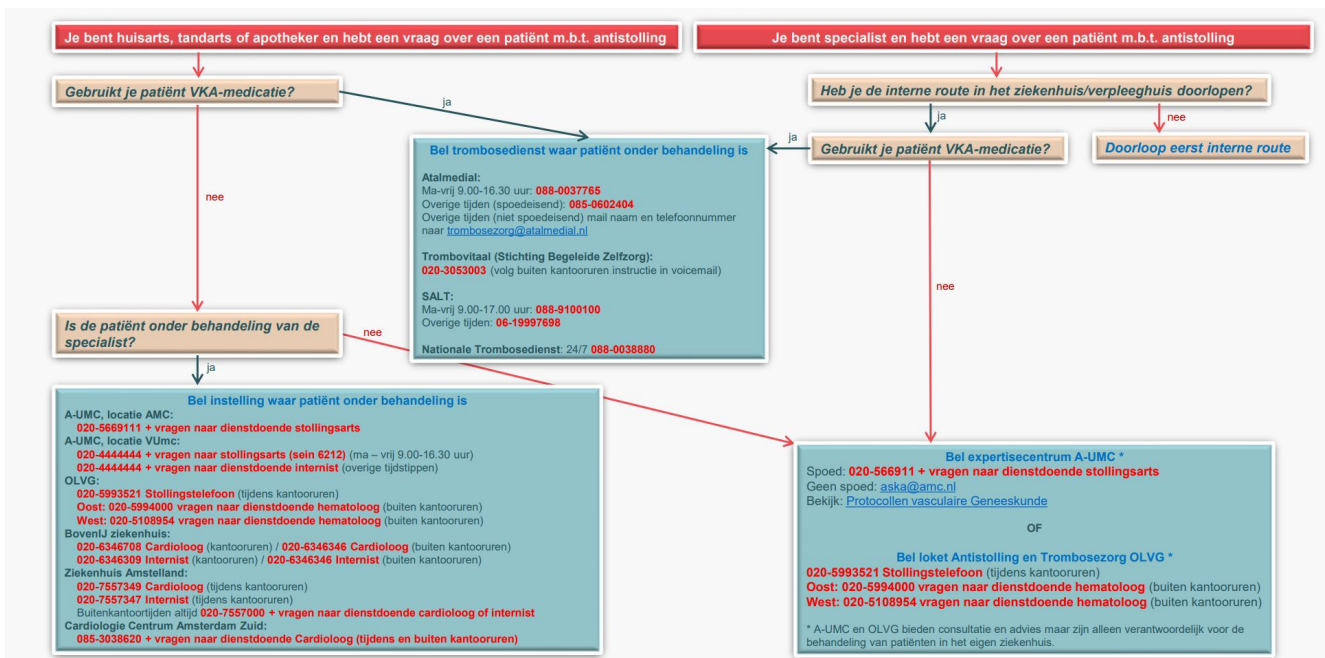 Je bent huisarts, tandarts of apotheker en hebt een vraag over een patiënt m.b.t. antistolling
Gebruikt je patiënt VKA-medicatie?
ja
nee
Is de patiënt onder behandeling van de
specialist?
nee
ja
Bel instelling waar patiënt onder behandeling is
A-UMC, locatie AMC:
020-5669111 + vragen naar dienstdoende stollingsarts
A-UMC, locatie VUmc:
020-4444444 + vragen naar stollingsarts (sein 6212) (ma – vrij 9.00-16.30 uur)
020-4444444 + vragen naar dienstdoende internist (overige tijdstippen)
OLVG:
020-5993521 Stollingstelefoon (tijdens kantooruren)
Oost: 020-5994000 vragen naar dienstdoende hematoloog (buiten kantooruren)
West: 020-5108954 vragen naar dienstdoende hematoloog (buiten kantooruren)
BovenIJ ziekenhuis:
020-6346708 Cardioloog (kantooruren) / 020-6346346 Cardioloog (buiten kantooruren)
020-6346309 Internist (kantooruren) / 020-6346346 Internist (buiten kantooruren)
Ziekenhuis Amstelland:
020-7557349 Cardioloog (tijdens kantooruren)
020-7557347 Internist (tijdens kantooruren)
Buitenkantoortijden altijd 020-7557000 + vragen naar dienstdoende cardioloog of internist
Cardiologie Centrum Amsterdam Zuid:
085-3038620 + vragen naar dienstdoende Cardioloog (tijdens en buiten kantooruren)
Bel trombosedienst waar patiënt onder behandeling is
Atalmedial:
Ma-vrij 9.00-16.30 uur: 088-0037765
Overige tijden (spoedeisend): 085-0602404
Overige tijden (niet spoedeisend) mail naam en telefoonnummer
naar trombosezorg@atalmedial.nl
Trombovitaal (Stichting Begeleide Zelfzorg):
020-3053003 (volg buiten kantooruren instructie in voicemail)
SALT:
Ma-vrij 9.00-17.00 uur: 088-9100100
Overige tijden: 06-19997698
Nationale Trombosedienst: 24/7 088-0038880
Je bent specialist en hebt een vraag over een patiënt m.b.t. antistolling
Heb je de interne route in het ziekenhuis/verpleeghuis doorlopen?
ja
nee
Gebruikt je patiënt VKA-medicatie?
Doorloop eerst interne route
ja
nee
Bel expertisecentrum A-UMC *
Spoed: 020-566911 + vragen naar dienstdoende stollingsarts
Geen spoed: aska@amc.nl
Bekijk: Protocollen vasculaire Geneeskunde
OF
Bel loket Antistolling en Trombosezorg OLVG *
020-5993521 Stollingstelefoon (tijdens kantooruren)
Oost: 020-5994000 vragen naar dienstdoende hematoloog (buiten kantooruren)
West: 020-5108954 vragen naar dienstdoende hematoloog (buiten kantooruren)
* A-UMC en OLVG bieden consultatie en advies maar zijn alleen verantwoordelijk voor de
behandeling van patiënten in het eigen ziekenhuis.